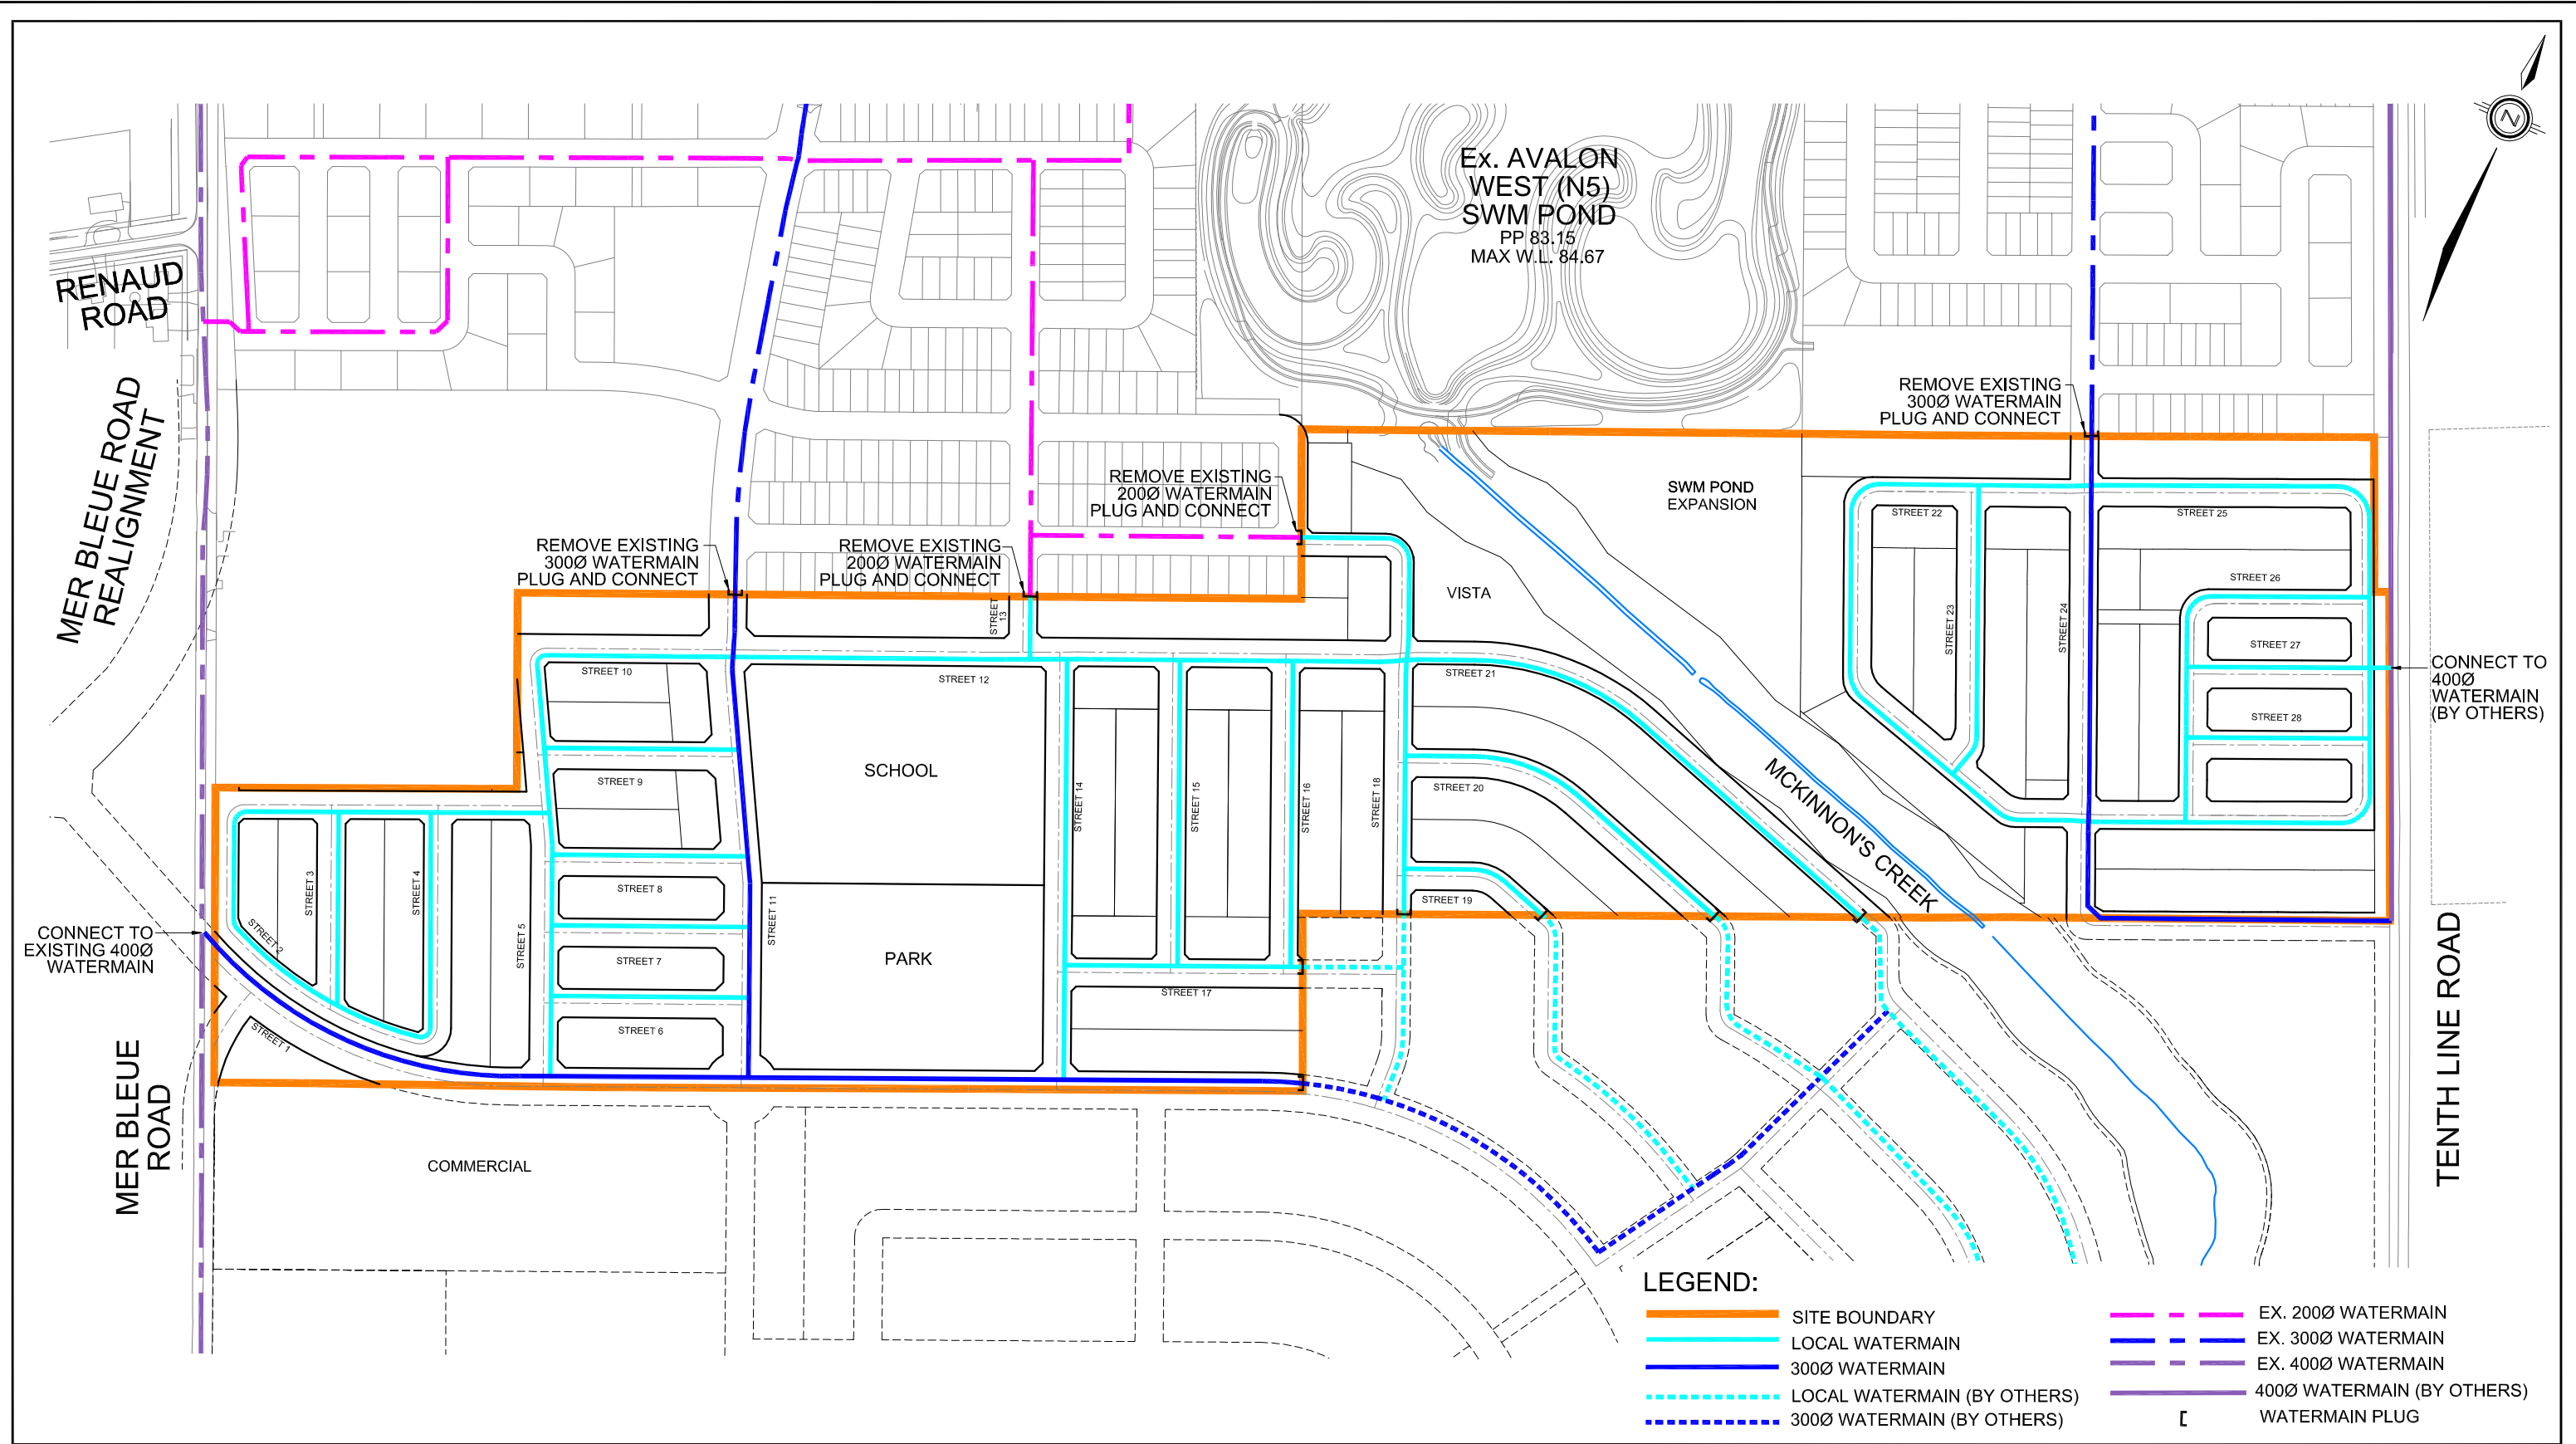 Ex. AVALON
WEST (N5)
SWM POND
PP 83.15
MAX W.L. 84.67
N
RENAUD
ROAD
MER BLEUE ROAD
REALIGNMENT
REMOVE EXISTING
300Ø WATERMAIN
PLUG AND CONNECT
REMOVE EXISTING
200Ø WATERMAIN
PLUG AND CONNECT
SWM POND
EXPANSION
REMOVE EXISTING
300Ø WATERMAIN
PLUG AND CONNECT
REMOVE EXISTING
200Ø WATERMAIN
PLUG AND CONNECT
STREET 22
STREET 25
STREET 26
STREET 27
STREET 28
STREET 23
STREET 24
VISTA
STREET
13
STREET 10
STREET 12
STREET 21
CONNECT TO
400Ø
WATERMAIN
(BY OTHERS)
SCHOOL
STREET 9
STREET 14
STREET 15
STREET 16
STREET 18
STREET 20
MCKINNON'S CREEK
STREET 3
STREET 4
STREET 8
STREET 19
STREET 2
STREET 5
STREET 11
CONNECT TO
EXISTING 400Ø
WATERMAIN
STREET 7
PARK
STREET 17
STREET 1
STREET 6
MER BLEUE
ROAD
TENTH LINE ROAD
COMMERCIAL
LEGEND:
SITE BOUNDARY
LOCAL WATERMAIN
300Ø WATERMAIN
LOCAL WATERMAIN (BY OTHERS)
300Ø WATERMAIN (BY OTHERS)
EX. 200Ø WATERMAIN
EX. 300Ø WATERMAIN
EX. 400Ø WATERMAIN
400Ø WATERMAIN (BY OTHERS)
WATERMAIN PLUG